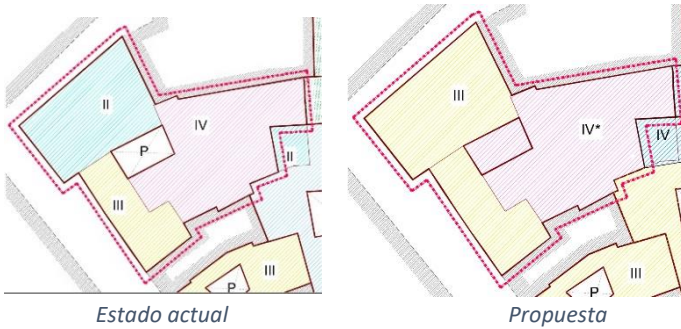 II
IV
P
II
III
III
P
III
IV*
IV
III
P
Estado actual
Propuesta